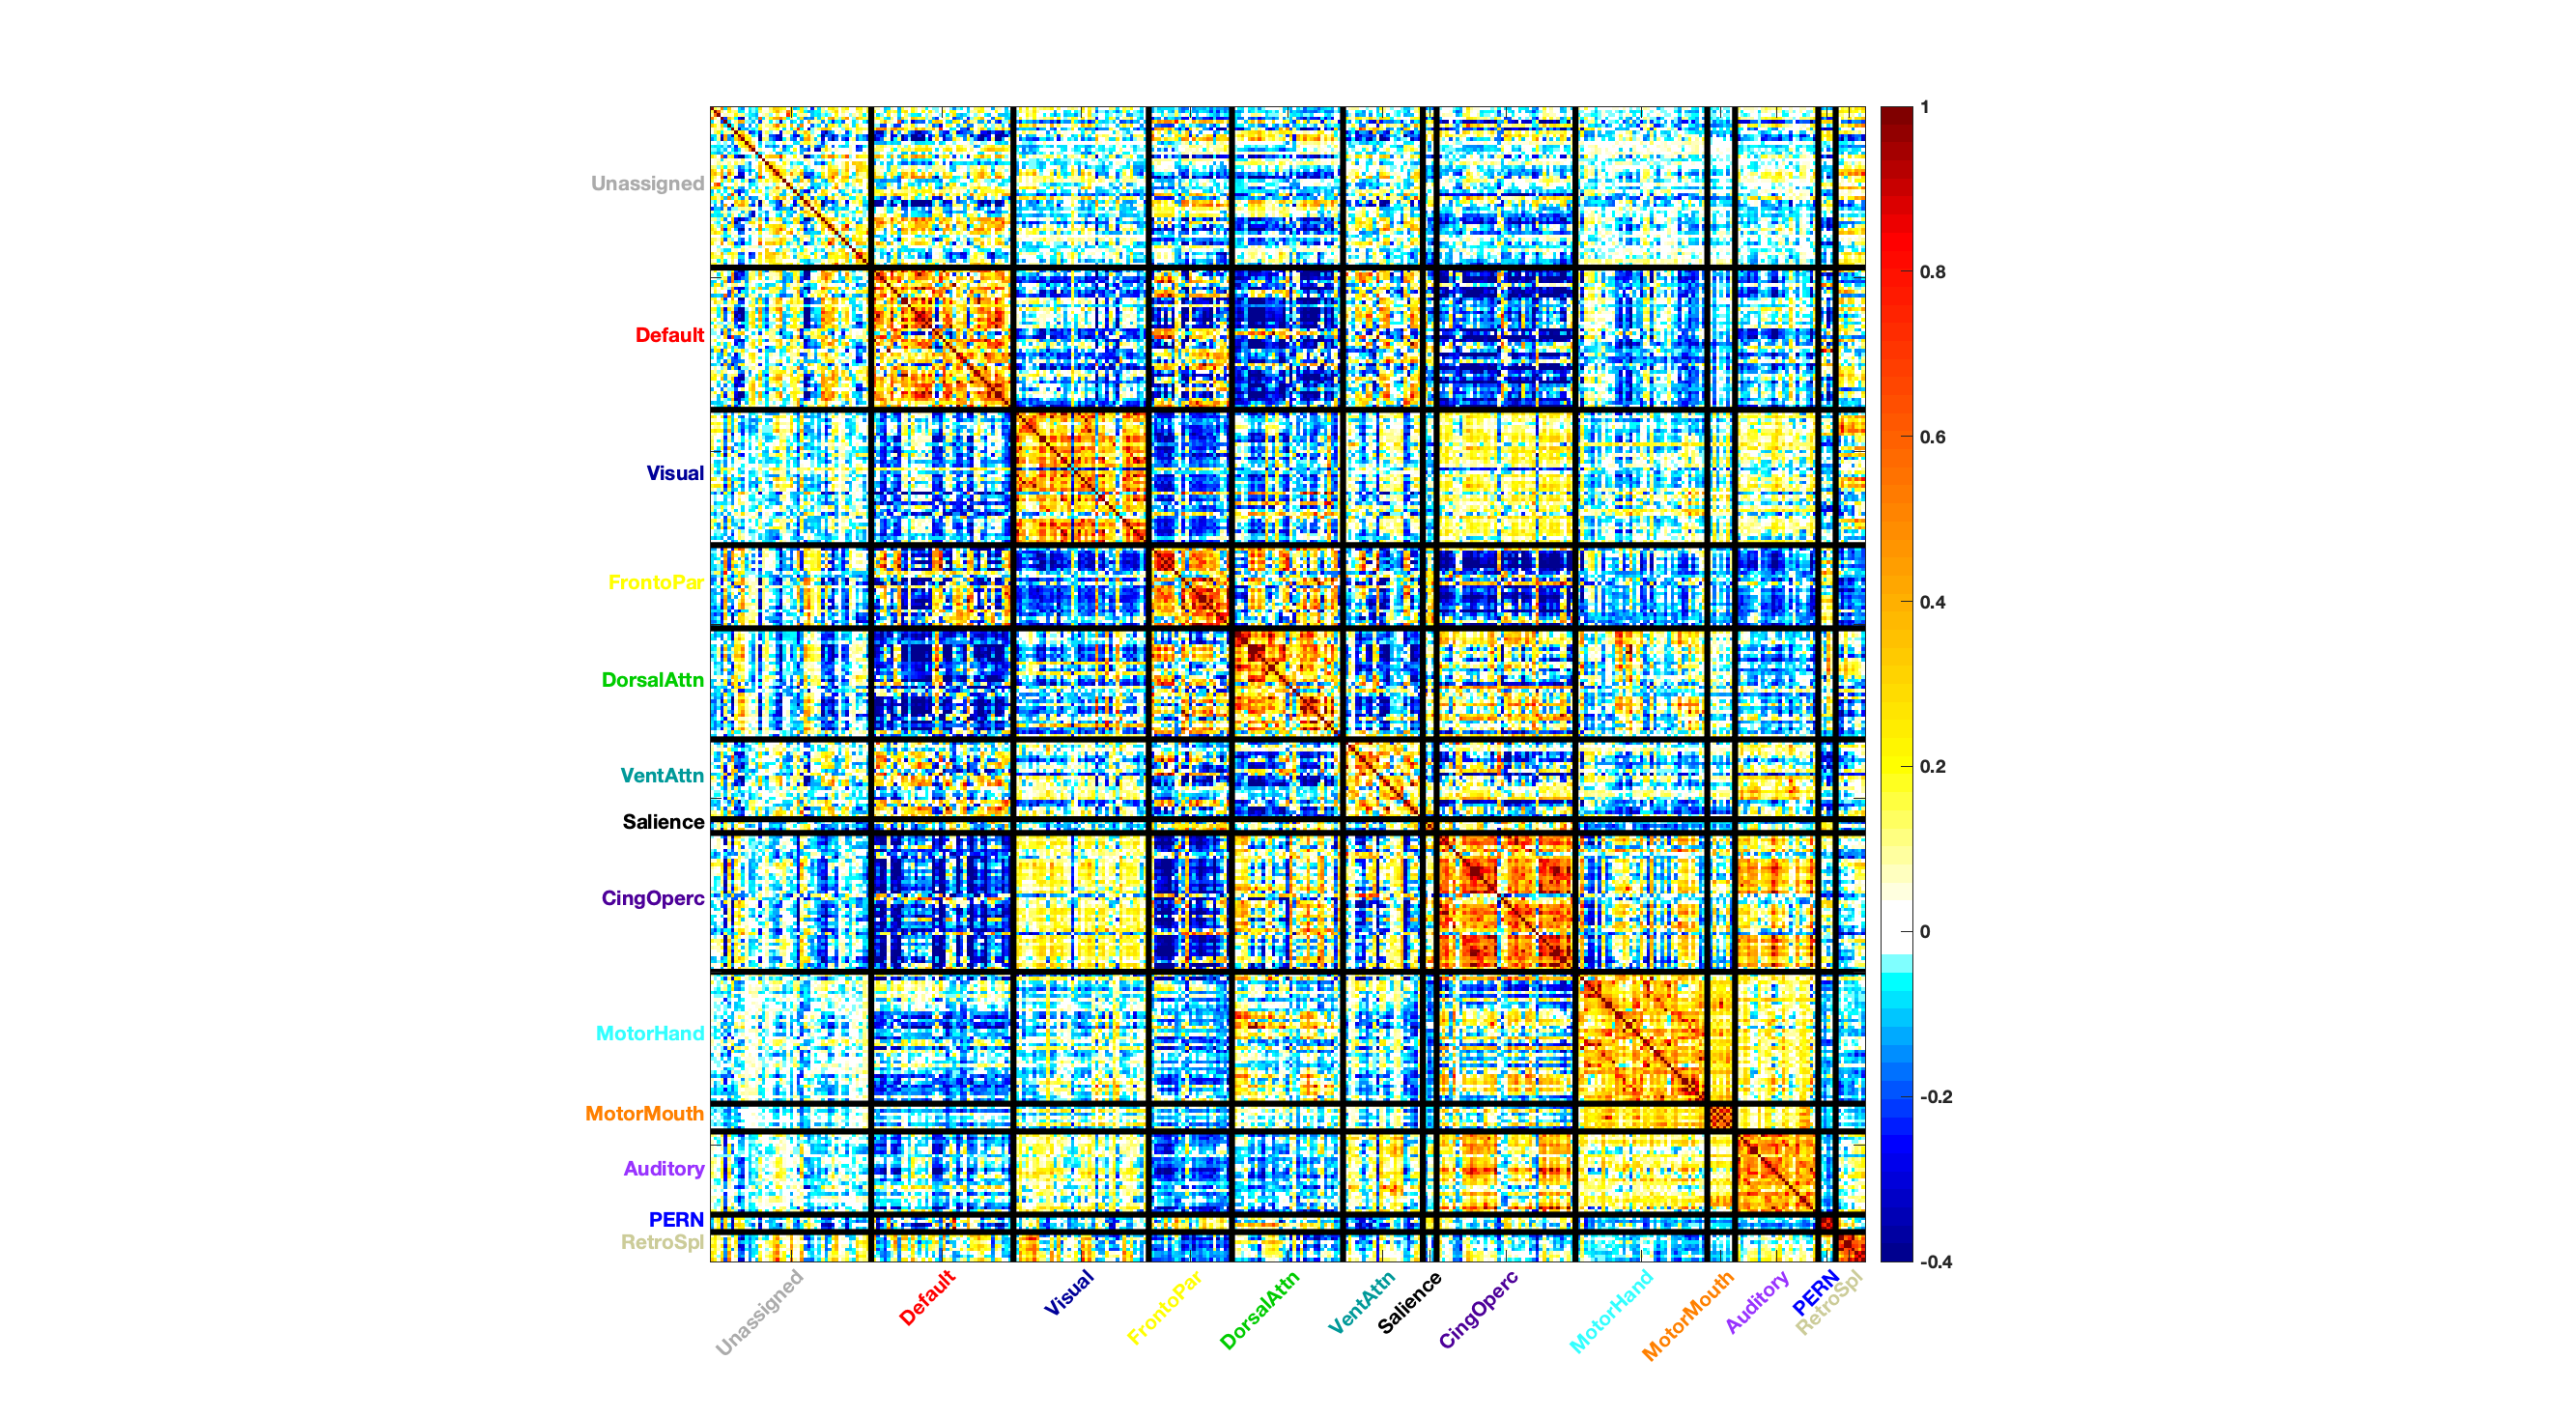 Unassigned
Default
Visual
FrontoPar
DorsalAttn
VentAttn
Salience
CingOperc
MotorHand
MotorMouth
Auditory
PERN
RetroSpl
Unassigned
Default
Visual
FrontoPar
DorsalAttn
VentAttn
Salience
CingOperc
MotorHand
MotorMouth
Auditory
PERN
RetroSpl
1
0.8
0.6
0.4
0.2
0
-0.2
-0.4